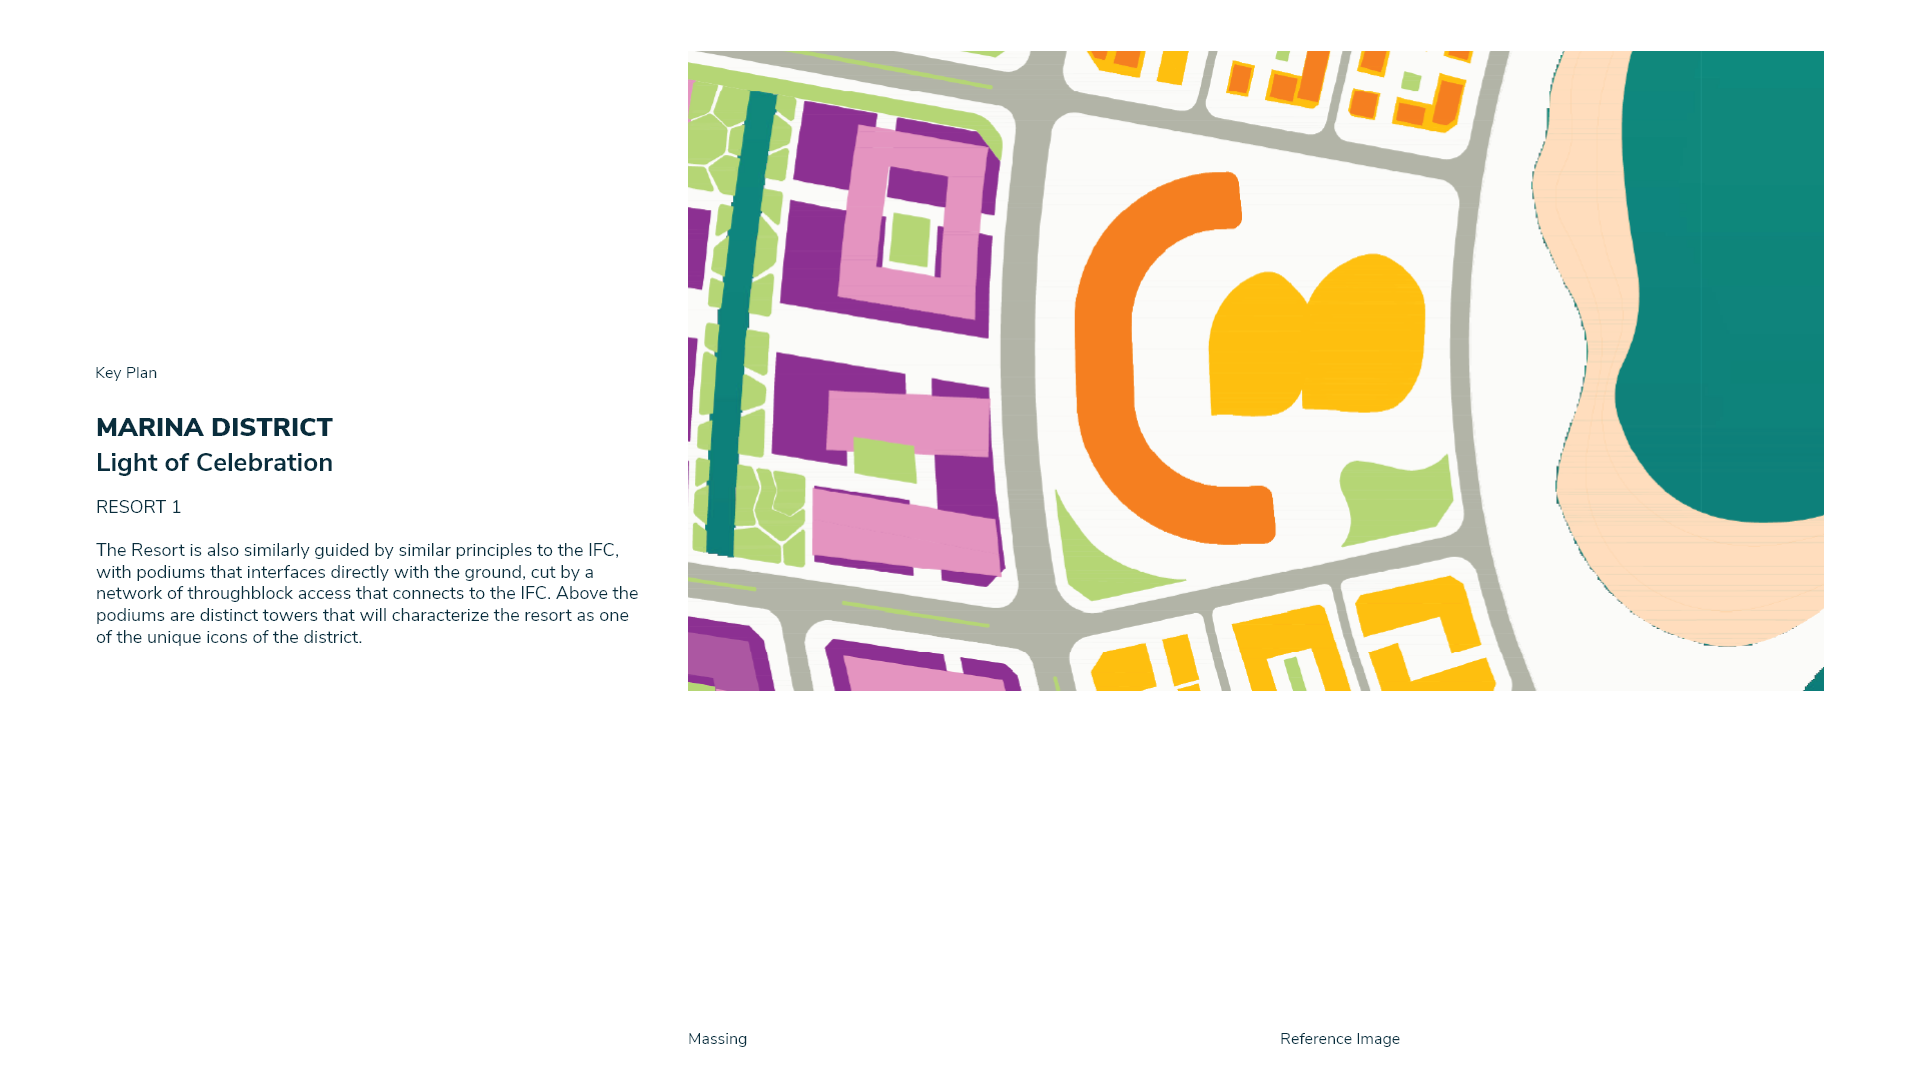 Key Plan
MARINA DISTRICT
Light of Celebration
RESORT 1
The Resort is also similarly guided by similar principles to the IFC,
with podiums that interfaces directly with the ground, cut by a
network of throughblock access that connects to the IFC. Above the
podiums are distinct towers that will characterize the resort as one
of the unique icons of the district.
Massing
Reference Image